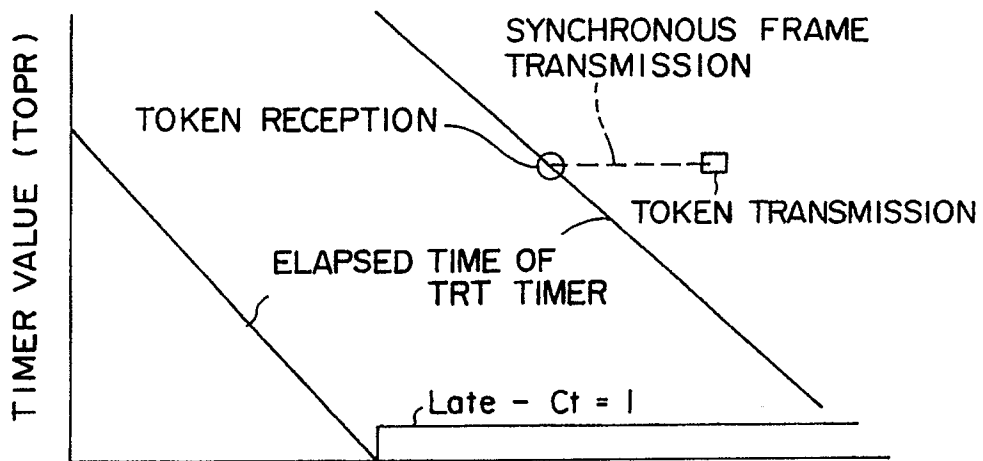 SYNCHRONOUS FRAME
TRANSMISSION
TOKEN RECEPTION
TOKEN TRANSMISSION
ELAPSED TIME OF
TRT TIMER
Late - Ct = 1
TIMER VALUE (TOPR)